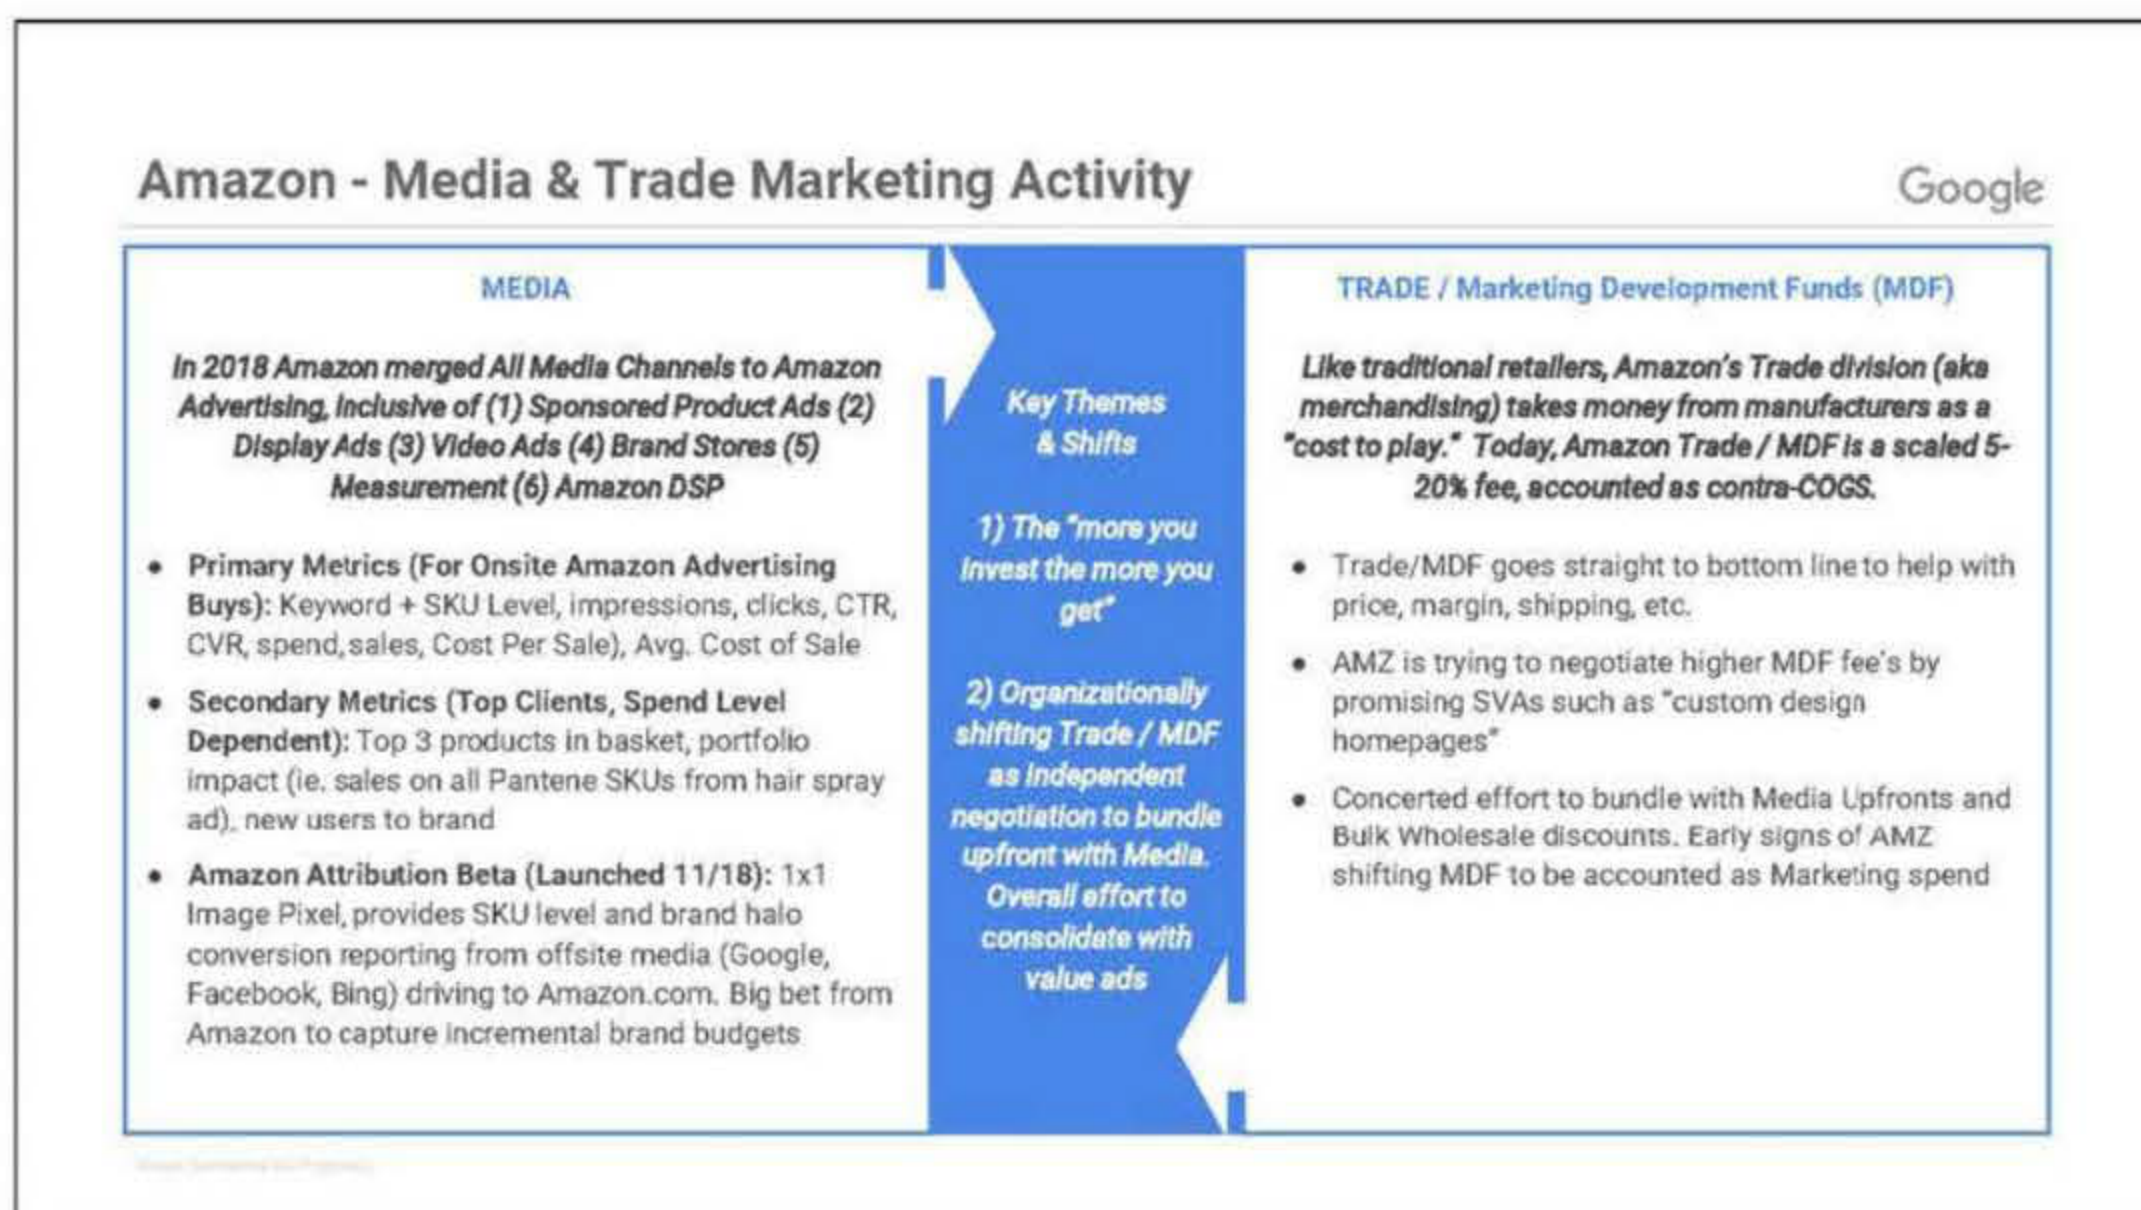 Amazon - Media & Trade Marketing Activity
Google
MEDIA
In 2018 Amazon merged All Media Channels to Amazon
Advertising, inclusive of (1) Sponsored Product Ads (2)
Display Ads (3) Video Ads (4) Brand Stores (5)
Measurement (6) Amazon DSP
• Primary Metrics (For Onsite Amazon Advertising
Buys): Keyword + SKU Level, impressions, clicks, CTR,
CVR, spend, sales, Cost Per Sale), Avg. Cost of Sale
• Secondary Metrics (Top Clients, Spend Level
Dependent): Top 3 products in basket, portfolio
impact (ie. sales on all Pantene SKUs from hair spray
ad), new users to brand
• Amazon Attribution Beta (Launched 11/18): 1x1
Image Pixel, provides SKU level and brand halo
conversion reporting from offsite media (Google,
Facebook, Bing) driving to Amazon.com. Big bet from
Amazon to capture incremental brand budgets
Key Themes
& Shifts
1) The "more you
invest the more you
get"
2) Organizationally
shifting Trade / MDF
as independent
negotiation to bundle
upfront with Media.
Overall effort to
consolidate with
value ads
TRADE / Marketing Development Funds (MDF)
Like traditional retailers, Amazon's Trade division (aka
merchandising) takes money from manufacturers as a
"cost to play." Today, Amazon Trade / MDF is a scaled 5-
20% fee, accounted as contra-COGS.
• Trade/MDF goes straight to bottom line to help with
price, margin, shipping, etc.
• AMZ is trying to negotiate higher MDF fee's by
promising SVAs such as "custom design
homepages"
• Concerted effort to bundle with Media Upfronts and
Bulk Wholesale discounts. Early signs of AMZ
shifting MDF to be accounted as Marketing spend